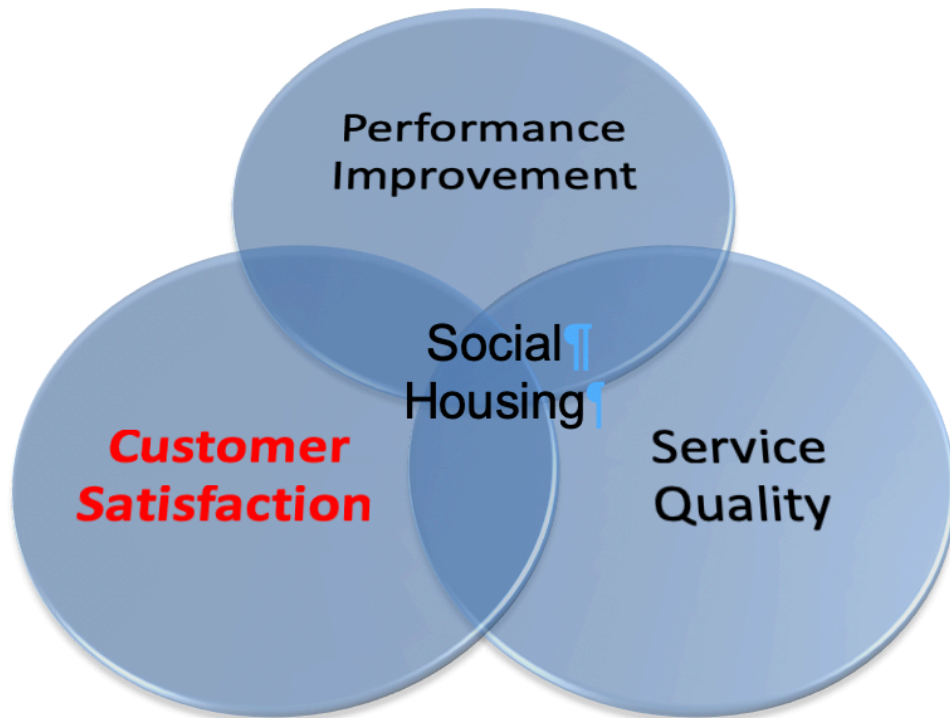 Performance
Improvement
Social¶
Housing¶
Customer
Satisfaction
Service
Quality